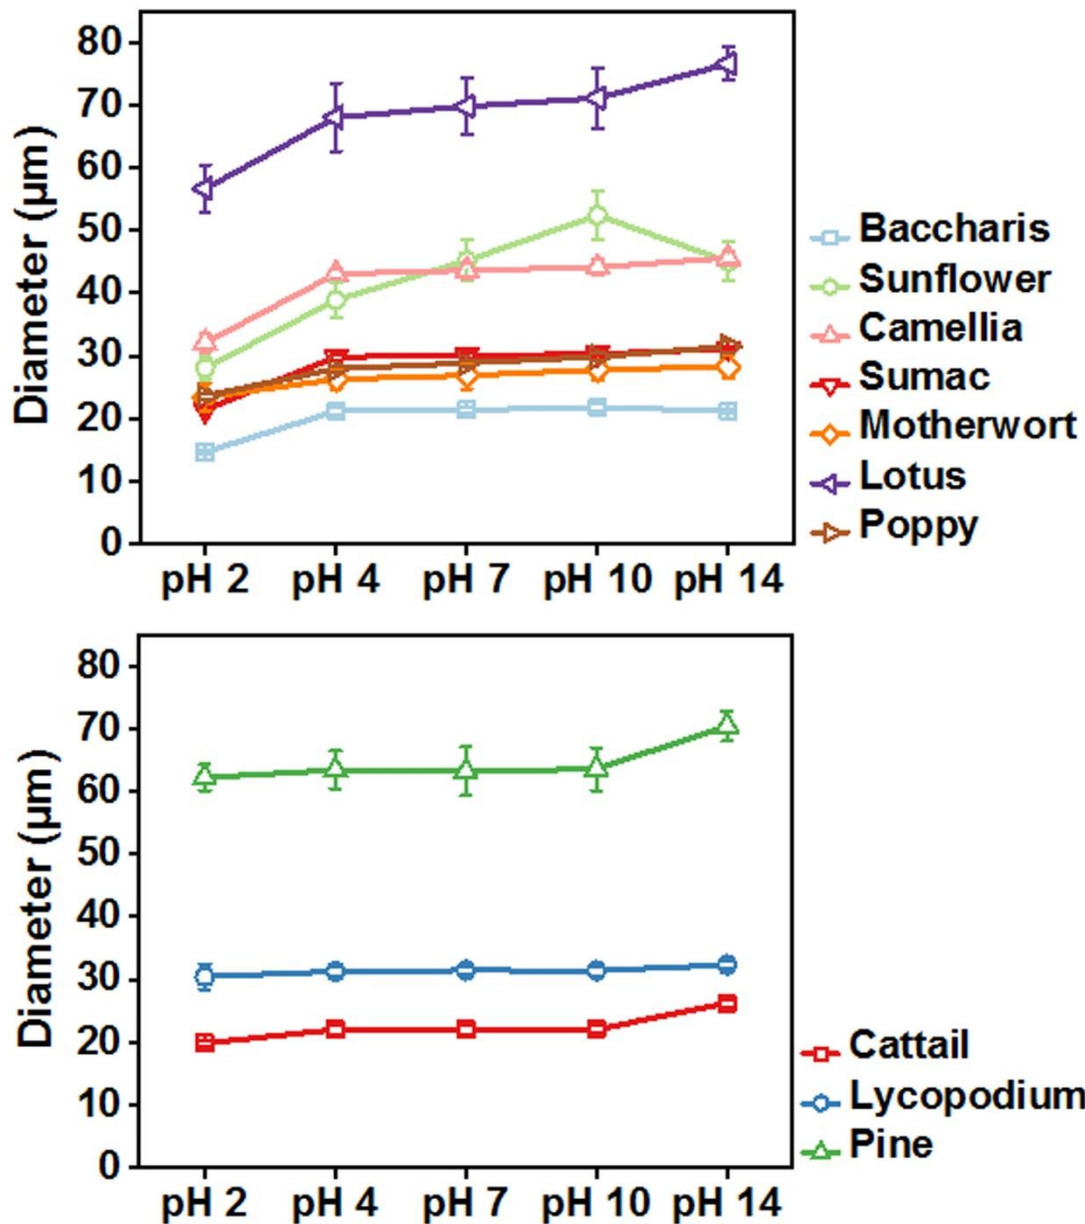 80
70
60
50
40
30
20
10
0
Diameter (µm)
pH 2 pH 4 pH 7 pH 10 pH 14
Baccharis
Sunflower
Camellia
Sumac
Motherwort
Lotus
Poppy
80
70
60
50
40
30
20
10
0
Diameter (µm)
pH 2 pH 4 pH 7 pH 10 pH 14
Cattail
Lycopodium
Pine